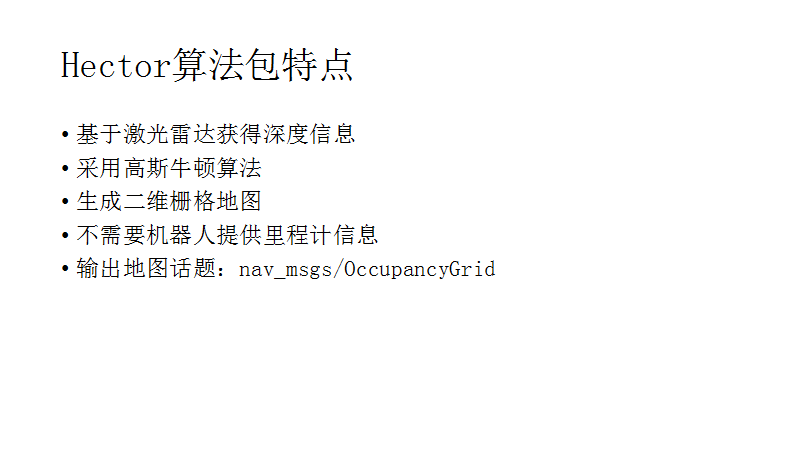 Hector算法包特点
• 基于激光雷达获得深度信息
• 采用高斯牛顿算法
• 生成二维栅格地图
• 不需要机器人提供里程计信息
• 输出地图话题：nav_msgs/OccupancyGrid